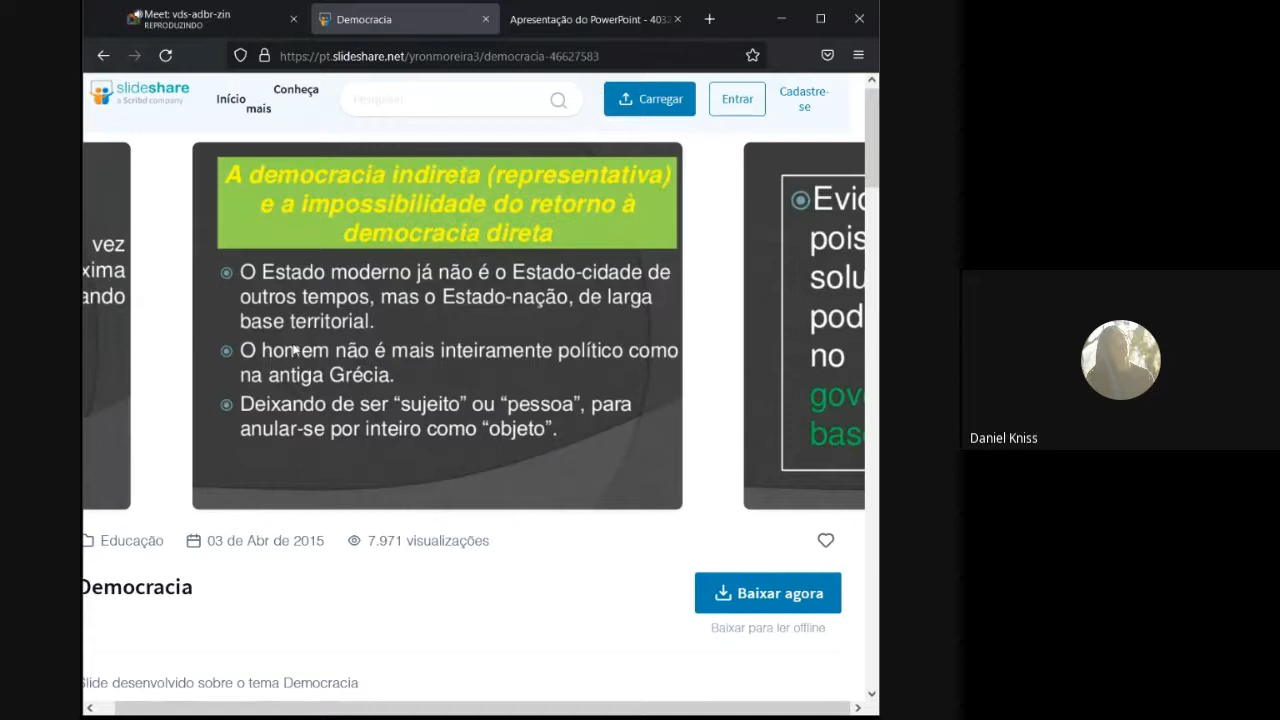 Meet: vds-adbr-zin
REPRODUZINDO
Democracia
Apresentação do PowerPoint - 4032
https://pt.slideshare.net/yronmoreira3/democracia-46627583
slideshare
a Scribd company
Início
Conheça
mais
Pesquisar
Carregar
Entrar
Cadastre-
se
vez
xima
ando
A democracia indireta (representativa)
e a impossibilidade do retorno à
democracia direta
O Estado moderno já não é o Estado-cidade de
outros tempos, mas o Estado-nação, de larga
base territorial.
O homem não é mais inteiramente político como
na antiga Grécia.
Deixando de ser “sujeito” ou “pessoa”, para
anular-se por inteiro como “objeto”.
Evid
pois
solu
pod
no
gov
bas
Educação
03 de Abr de 2015
7.971 visualizações
Democracia
Baixar agora
Baixar para ler offline
Slide desenvolvido sobre o tema Democracia
Daniel Kniss